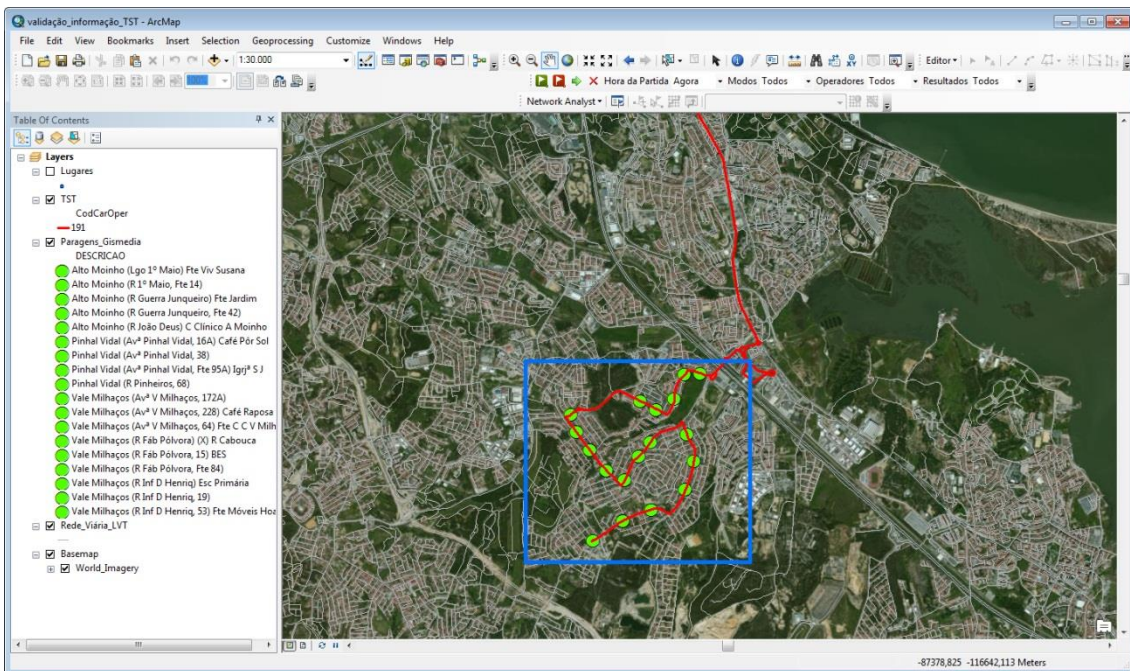 validação_informação_TST - ArcMap
File Edit View Bookmarks Insert Selection Geoprocessing Customize Windows Help
1:30.000 Editor
Hora da Partida Agora Modos Todos Operadores Todos Resultados Todos
Network Analyst
Table Of Contents
Layers
Lugares
TST
CodCarOper
191
Paragens_Gismedia
DESCRICAO
Alto Moinho (Lgo 1º Maio) Fte Viv Susana
Alto Moinho (R 1º Maio, Fte 14)
Alto Moinho (R Guerra Junqueiro) Fte Jardim
Alto Moinho (R Guerra Junqueiro, Fte 42)
Alto Moinho (R João Deus) C Clínico A Moinho
Pinhal Vidal (Avª Pinhal Vidal, 16A) Café Pôr Sol
Pinhal Vidal (Avª Pinhal Vidal, 38)
Pinhal Vidal (Avª Pinhal Vidal, Fte 95A) Igrjª S J
Pinhal Vidal (R Pinheiros, 68)
Vale Milhaços (Avª V Milhaços, 172A)
Vale Milhaços (Avª V Milhaços, 228) Café Raposa
Vale Milhaços (Avª V Milhaços, 64) Fte C C V Milh
Vale Milhaços (R Fáb Pólvora) (X) R Cabouca
Vale Milhaços (R Fáb Pólvora, 15) BES
Vale Milhaços (R Fáb Pólvora, Fte 84)
Vale Milhaços (R Inf D Henriq) Esc Primária
Vale Milhaços (R Inf D Henriq, 19)
Vale Milhaços (R Inf D Henriq, 53) Fte Móveis Hoa
Rede_Viária_LVT
Basemap
World_Imagery
-87378,825 -116642,113 Meters